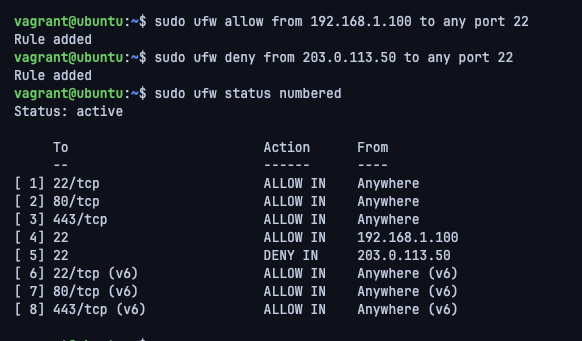 vagrant@ubuntu:~$ sudo ufw allow from 192.168.1.100 to any port 22
Rule added
vagrant@ubuntu:~$ sudo ufw deny from 203.0.113.50 to any port 22
Rule added
vagrant@ubuntu:~$ sudo ufw status numbered
Status: active

     To                         Action      From
     --                         ------      ----
[ 1] 22/tcp                     ALLOW IN    Anywhere
[ 2] 80/tcp                     ALLOW IN    Anywhere
[ 3] 443/tcp                    ALLOW IN    Anywhere
[ 4] 22                         ALLOW IN    192.168.1.100
[ 5] 22                         DENY IN     203.0.113.50
[ 6] 22/tcp (v6)                ALLOW IN    Anywhere (v6)
[ 7] 80/tcp (v6)                ALLOW IN    Anywhere (v6)
[ 8] 443/tcp (v6)               ALLOW IN    Anywhere (v6)